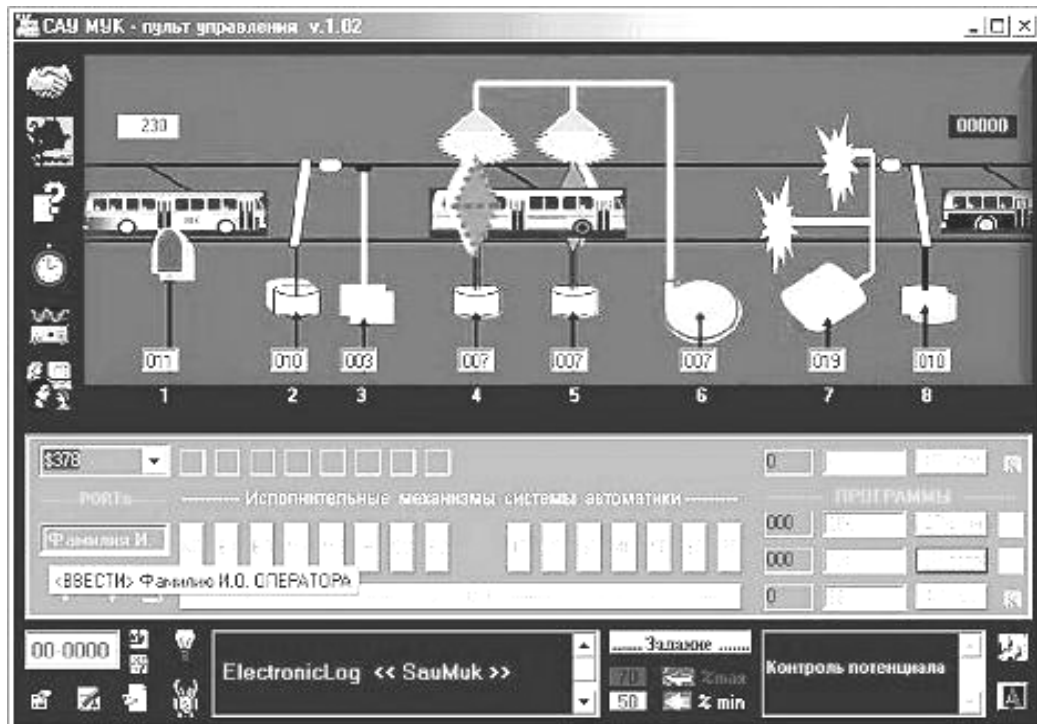 САУ МУК - пульт управления v.1.02
230
00000
011
010
003
007
007
007
019
010
1
2
3
4
5
6
7
8
$378
0
PORTs
Исполнительные механизмы системы автоматики
ПРОГРАММЫ
000
Фамилия И.
000
<ВВЕСТИ> Фамилию И.О. ОПЕРАТОРА
0
00-0000
ElectronicLog << SauMuk >>
...... Задание .......
70 %max
50 % min
Контроль потенциала